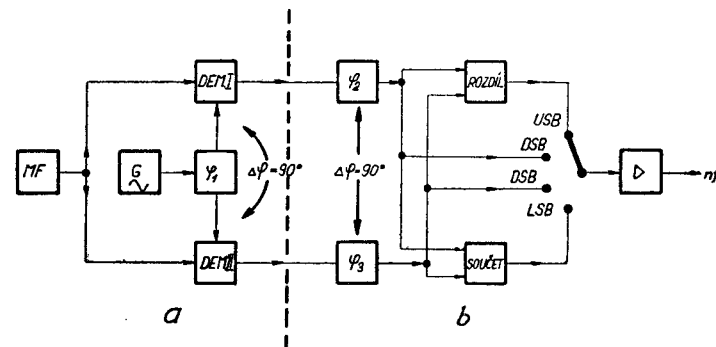 DEM.I
φ2
ROZDÍL
USB
DSB
MF
G
φ1
Δφ=90°
Δφ=90°
DSB
nf
LSB
DEM.II
φ3
SOUČET
a
b